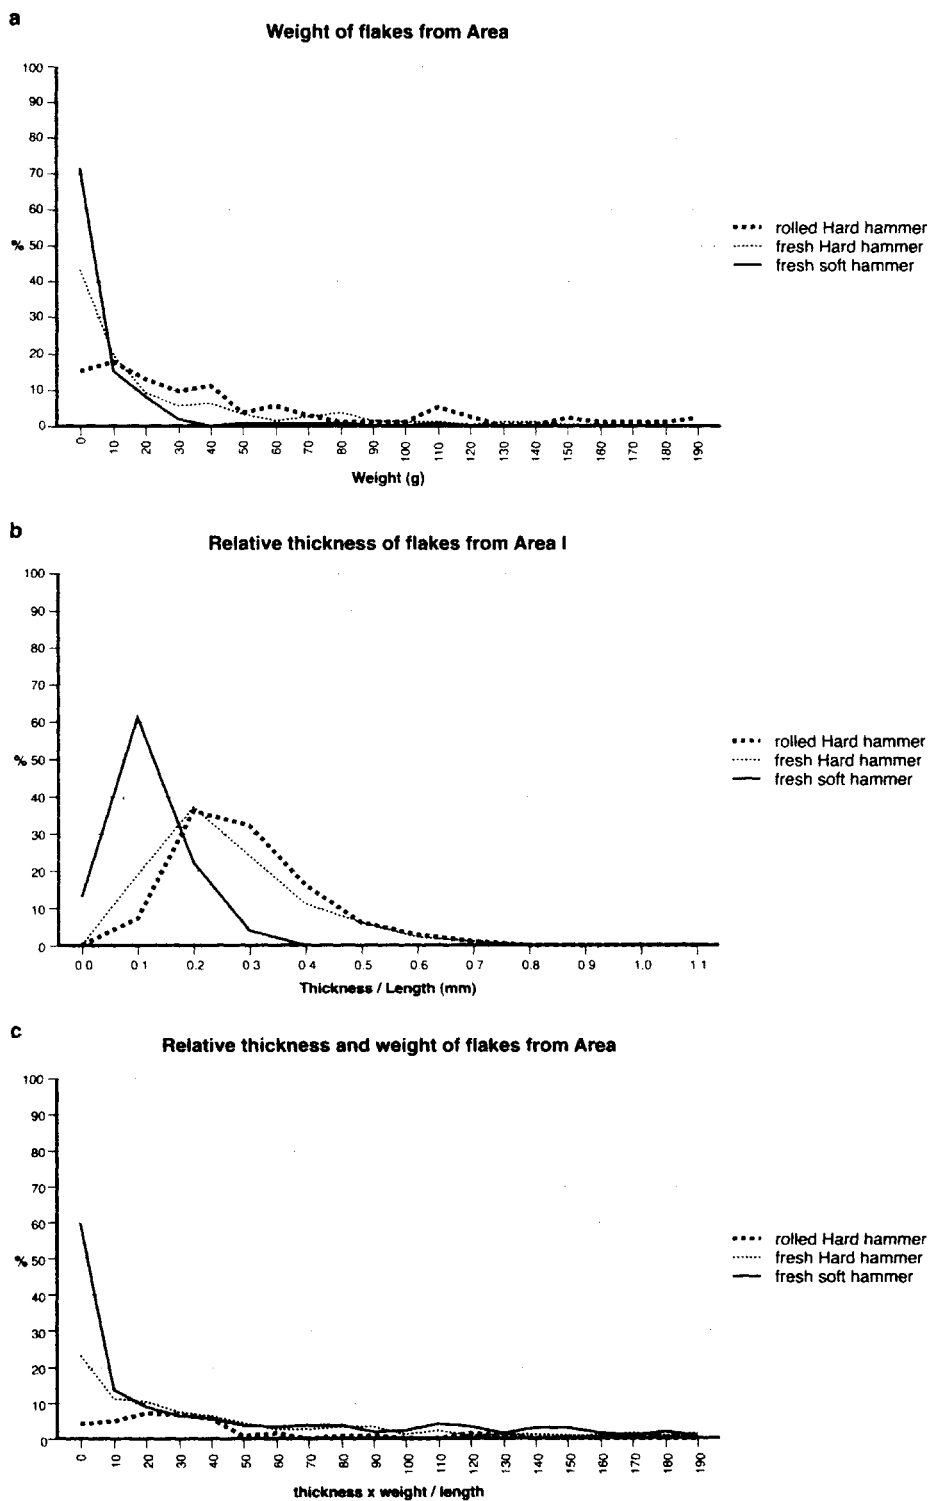 a
Weight of flakes from Area
100
90
80
70
60
% 50
40
30
20
10
0
0 10 20 30 40 50 60 70 80 90 100 110 120 130 140 150 160 170 180 190
Weight (g)
rolled Hard hammer
fresh Hard hammer
fresh soft hammer
b
Relative thickness of flakes from Area I
100
90
80
70
60
% 50
40
30
20
10
0
0.0 0.1 0.2 0.3 0.4 0.5 0.6 0.7 0.8 0.9 1.0 1.1
Thickness / Length (mm)
rolled Hard hammer
fresh Hard hammer
fresh soft hammer
c
Relative thickness and weight of flakes from Area
100
90
80
70
60
% 50
40
30
20
10
0
0 10 20 30 40 50 60 70 80 90 100 110 120 130 140 150 160 170 180 190
thickness x weight / length
rolled Hard hammer
fresh Hard hammer
fresh soft hammer